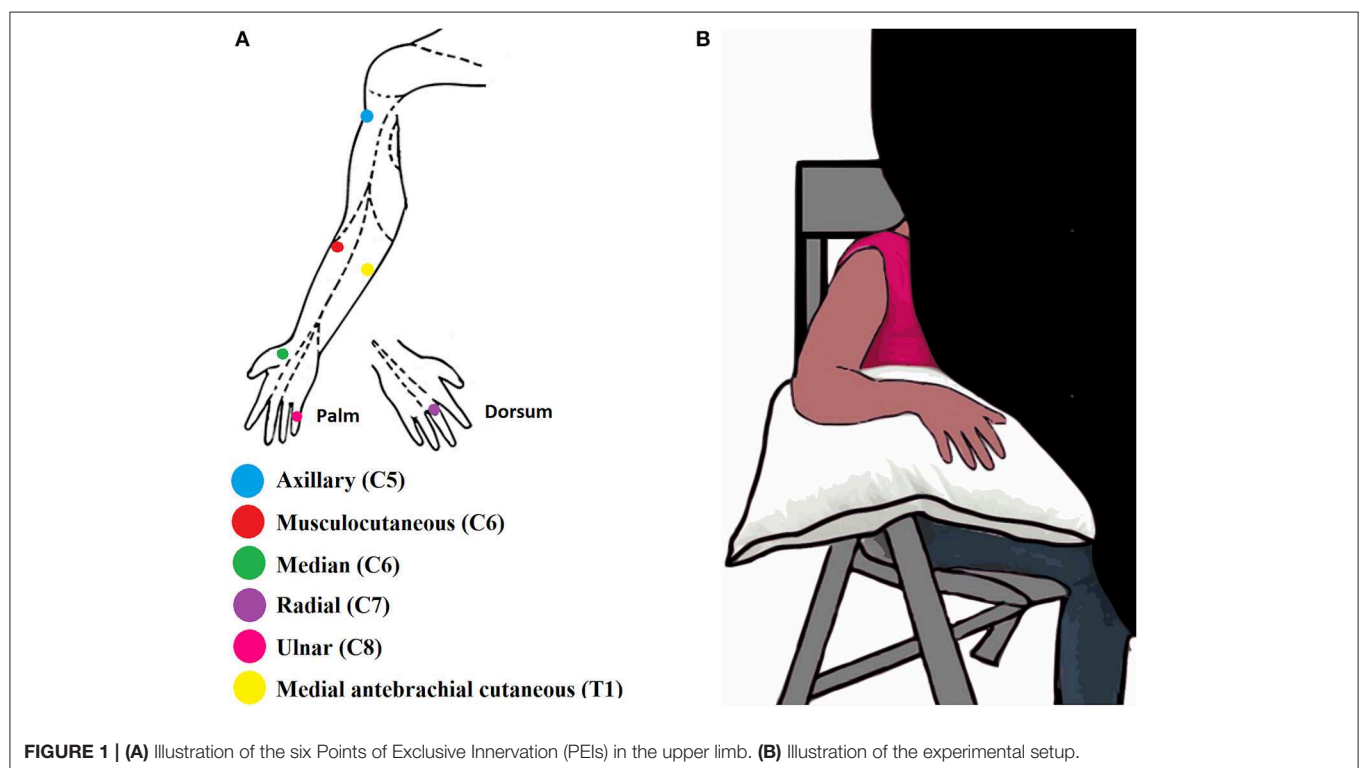 A
B
Palm
Dorsum
Axillary (C5)
Musculocutaneous (C6)
Median (C6)
Radial (C7)
Ulnar (C8)
Medial antebrachial cutaneous (T1)
FIGURE 1 | (A) Illustration of the six Points of Exclusive Innervation (PEIs) in the upper limb. (B) Illustration of the experimental setup.